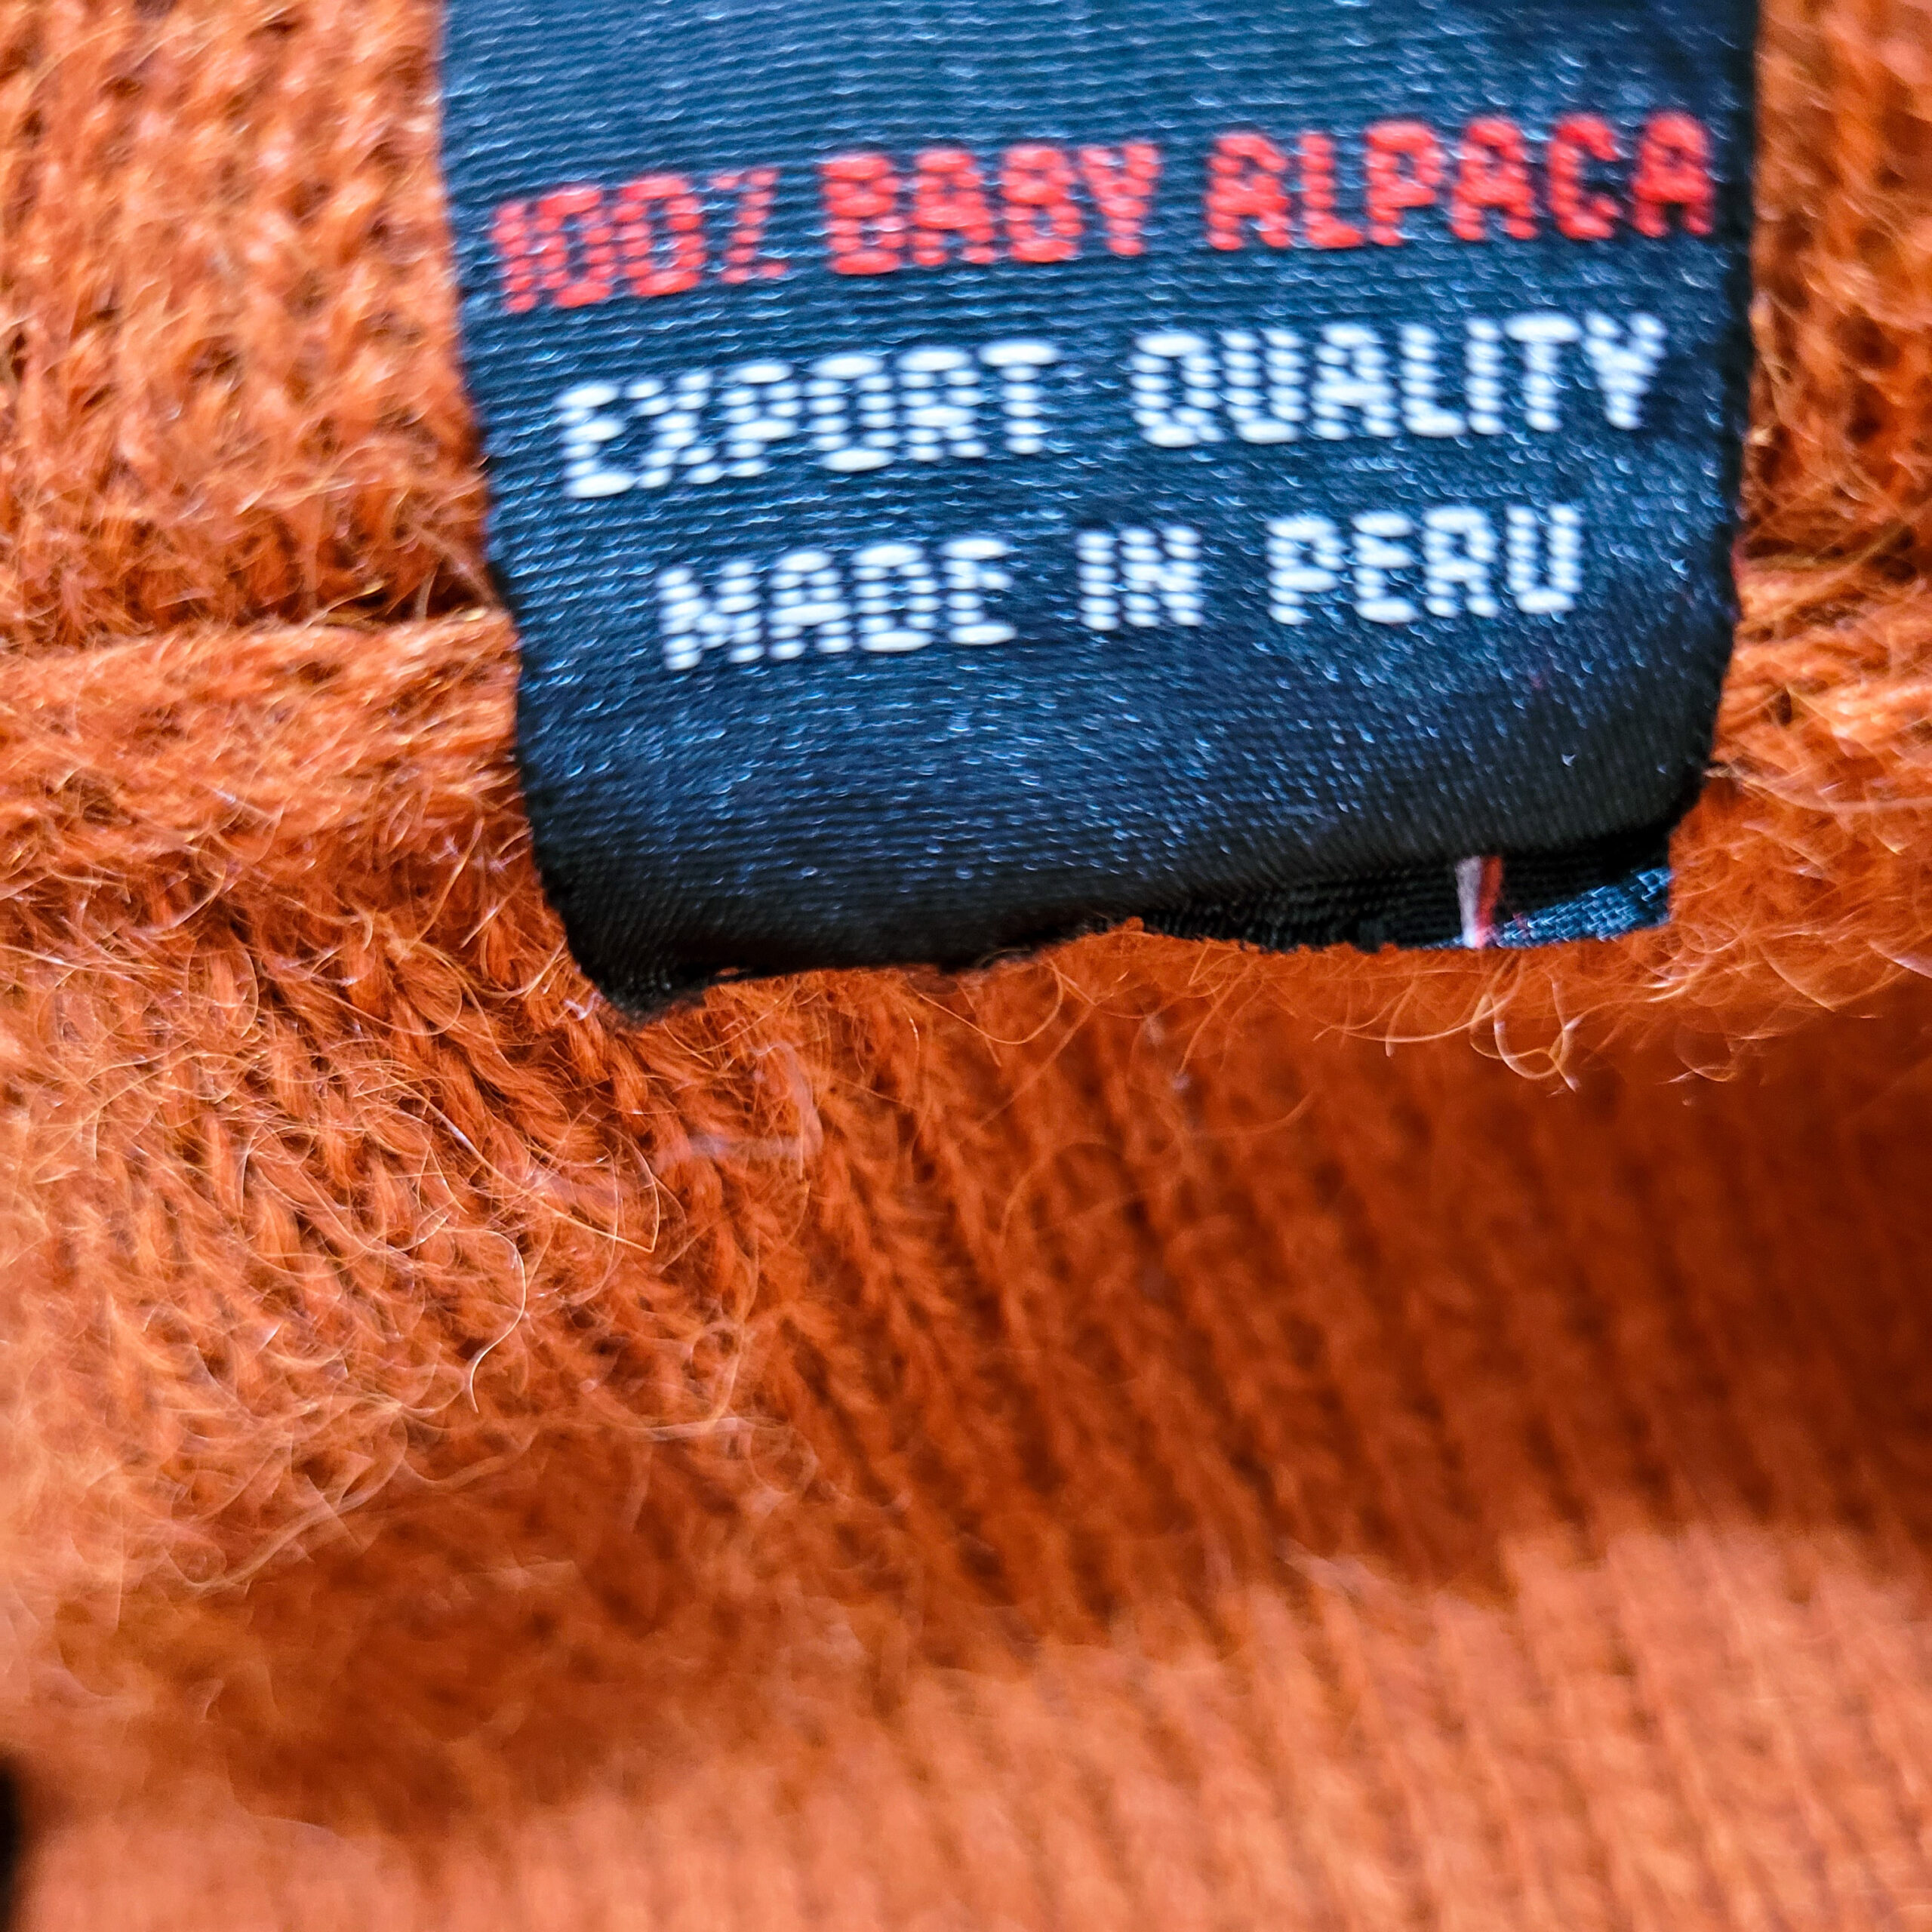 100% BABY ALPACA
EXPORT QUALITY
MADE IN PERU